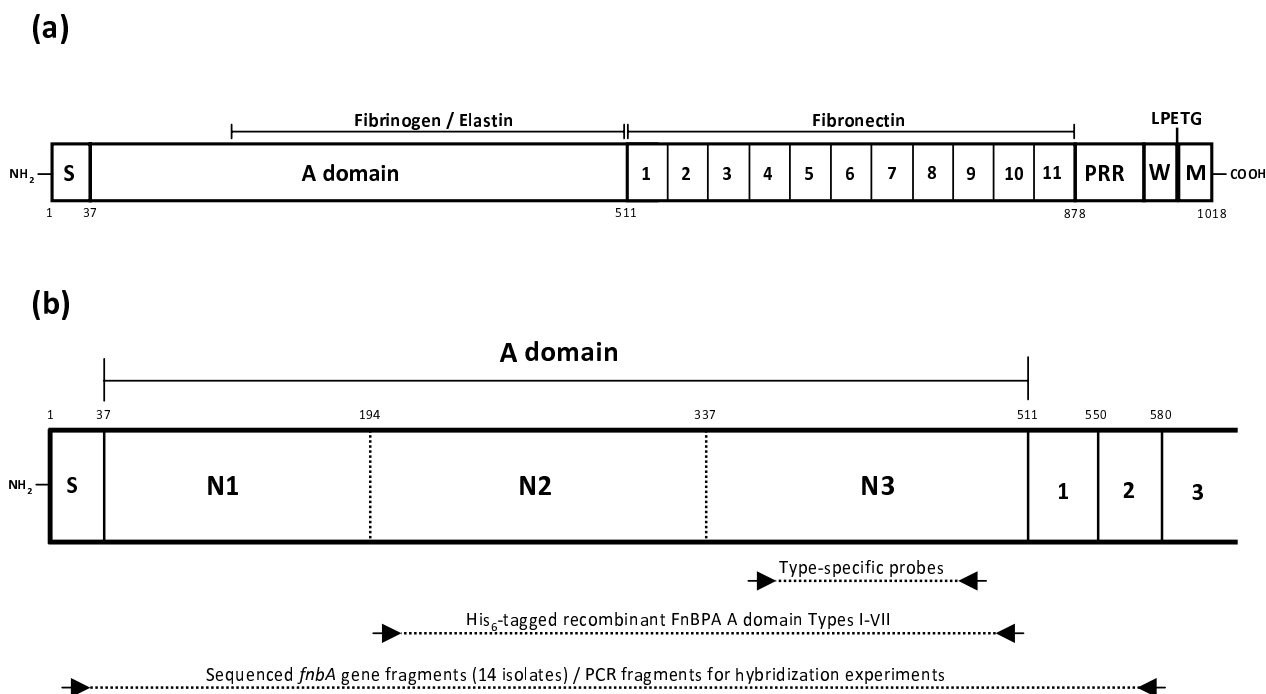 (a)
Fibrinogen / Elastin Fibronectin LPETG
NH2 S A domain 1 2 3 4 5 6 7 8 9 10 11 PRR W M COOH
1 37 511 878 1018
(b)
A domain
1 37 194 337 511 550 580
NH2 S N1 N2 N3 1 2 3
Type-specific probes
His6-tagged recombinant FnBPA A domain Types I-VII
Sequenced fnbA gene fragments (14 isolates) / PCR fragments for hybridization experiments